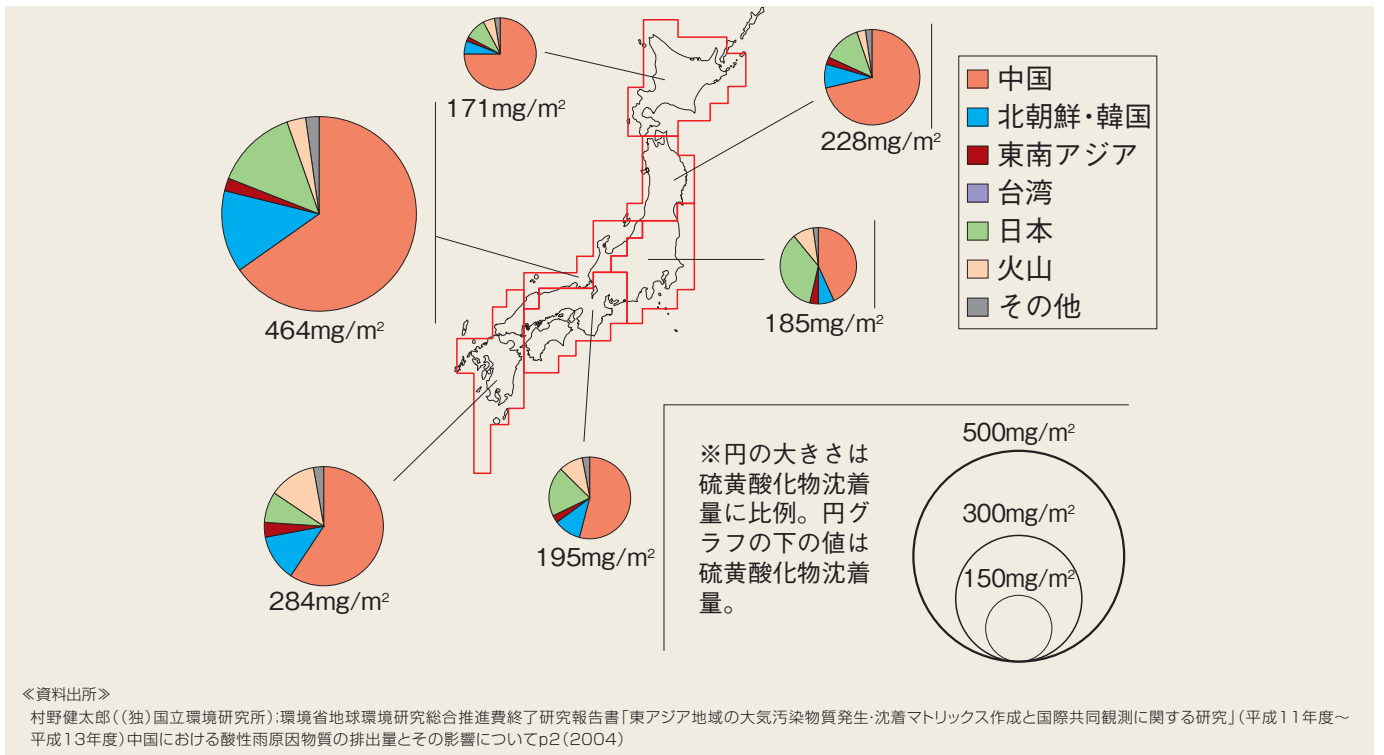 171mg/m²
228mg/m²
464mg/m²
185mg/m²
284mg/m²
195mg/m²
中国
北朝鮮・韓国
東南アジア
台湾
日本
火山
その他
※円の大きさは
硫黄酸化物沈着
量に比例。円グ
ラフの下の値は
硫黄酸化物沈着
量。
500mg/m²
300mg/m²
150mg/m²
≪資料出所≫
村野健太郎((独)国立環境研究所);環境省地球環境研究総合推進費終了研究報告書「東アジア地域の大気汚染物質発生・沈着マトリックス作成と国際共同観測に関する研究」(平成11年度～
平成13年度)中国における酸性雨原因物質の排出量とその影響についてp2(2004)